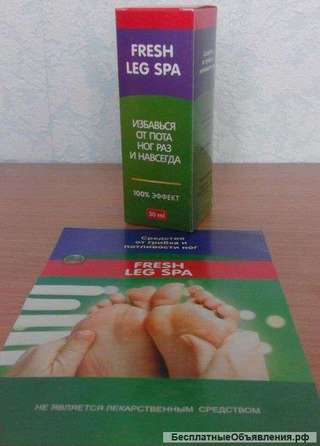 FRESH
LEG SPA
ИЗБАВЬСЯ
ОТ ПОТА
НОГ РАЗ
И НАВСЕГДА
100% ЭФФЕКТ
50 ml
Средство
от грибка и
потливости ног
FRESH
LEG SPA
НЕ ЯВЛЯЕТСЯ ЛЕКАРСТВЕННЫМ СРЕДСТВОМ
БесплатныеОбъявления.рф